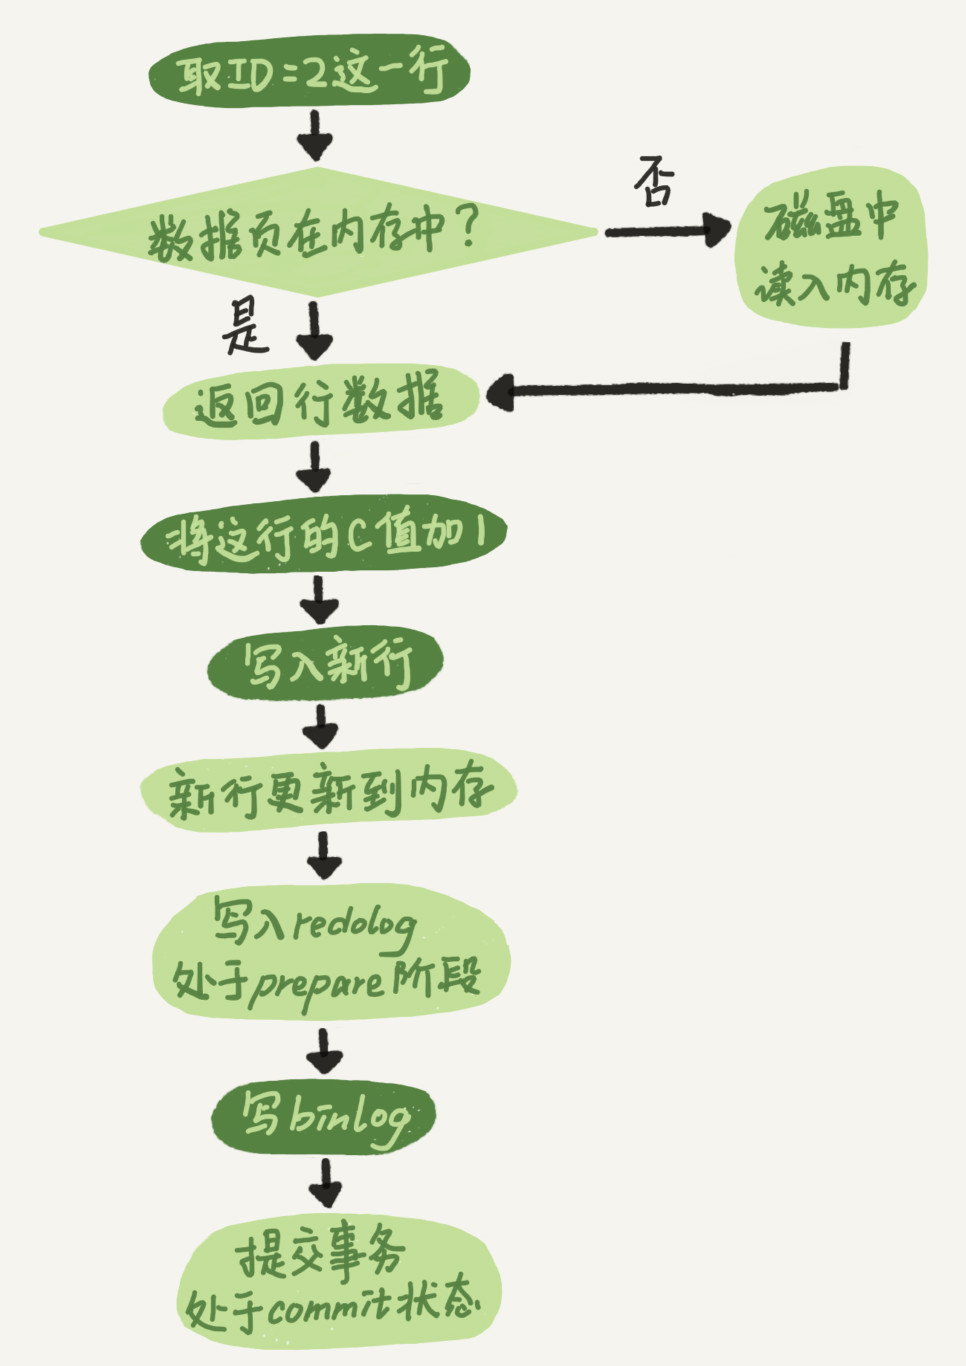 取ID=2这一行
数据页在内存中?
否
磁盘中
读入内存
是
返回行数据
将这行的C值加1
写入新行
新行更新到内存
写入redolog
处于prepare阶段
写binlog
提交事务
处于commit状态